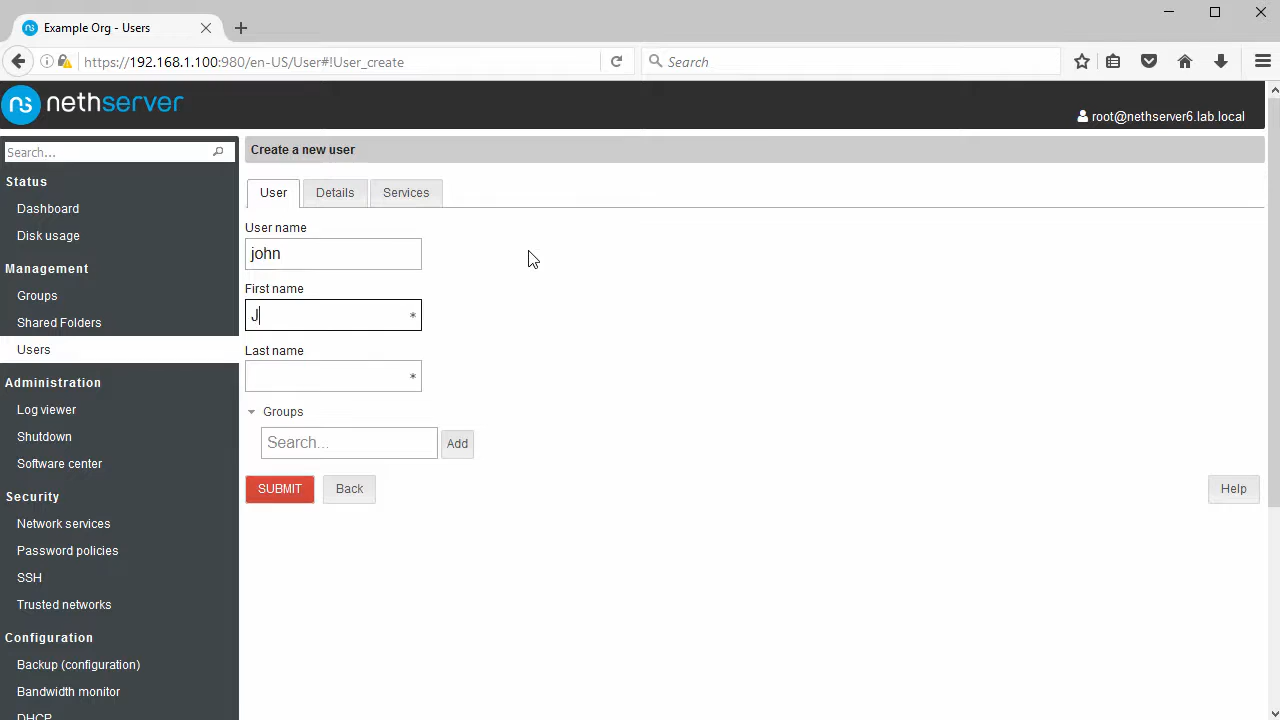 Example Org - Users
https://192.168.1.100:980/en-US/User#!User_create
Search
ns nethserver
root@nethserver6.lab.local
Search...
Status
Dashboard
Disk usage
Management
Groups
Shared Folders
Users
Administration
Log viewer
Shutdown
Software center
Security
Network services
Password policies
SSH
Trusted networks
Configuration
Backup (configuration)
Bandwidth monitor
DHCP
Create a new user
User Details Services
User name
john
First name
J *
Last name
*
Groups
Search... Add
SUBMIT Back Help